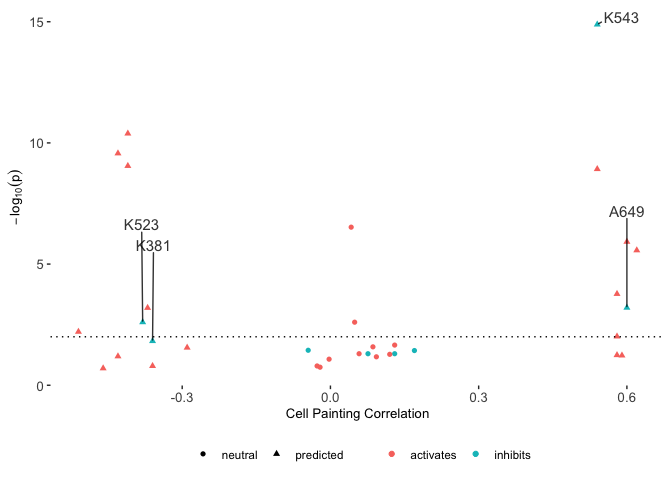 15
K543
10
−log10(p)
A649
K523
K381
5
0
-0.3
0.0
0.3
0.6
Cell Painting Correlation
neutral
predicted
activates
inhibits